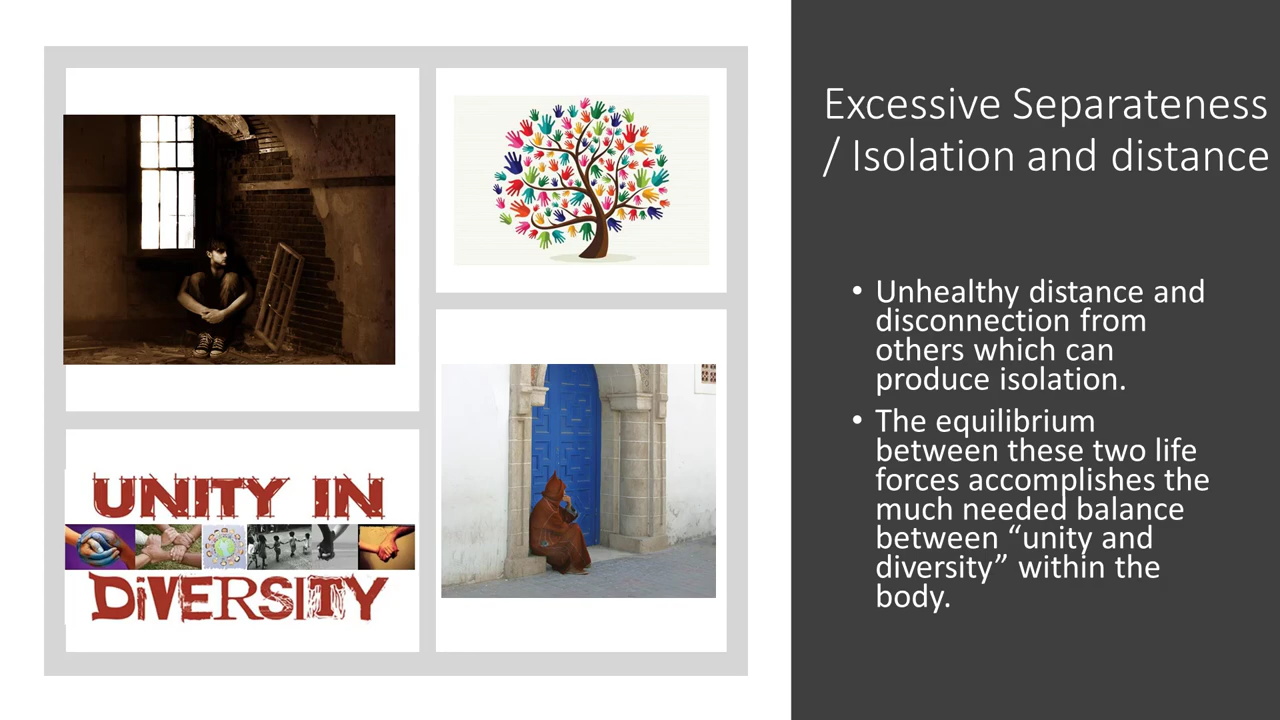 Excessive Separateness
/ Isolation and distance
• Unhealthy distance and
disconnection from
others which can
produce isolation.
• The equilibrium
between these two life
forces accomplishes the
much needed balance
between “unity and
diversity” within the
body.
UNITY IN
DiVERSITY